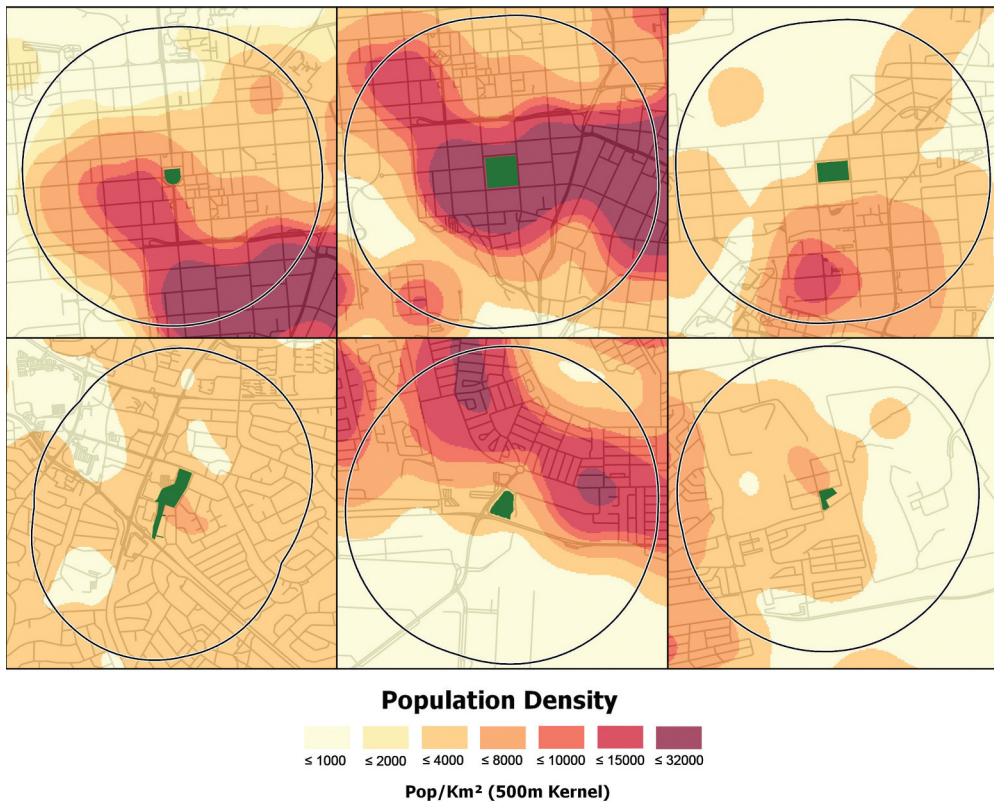 Population Density
≤ 1000 ≤ 2000 ≤ 4000 ≤ 8000 ≤ 10000 ≤ 15000 ≤ 32000
Pop/Km² (500m Kernel)